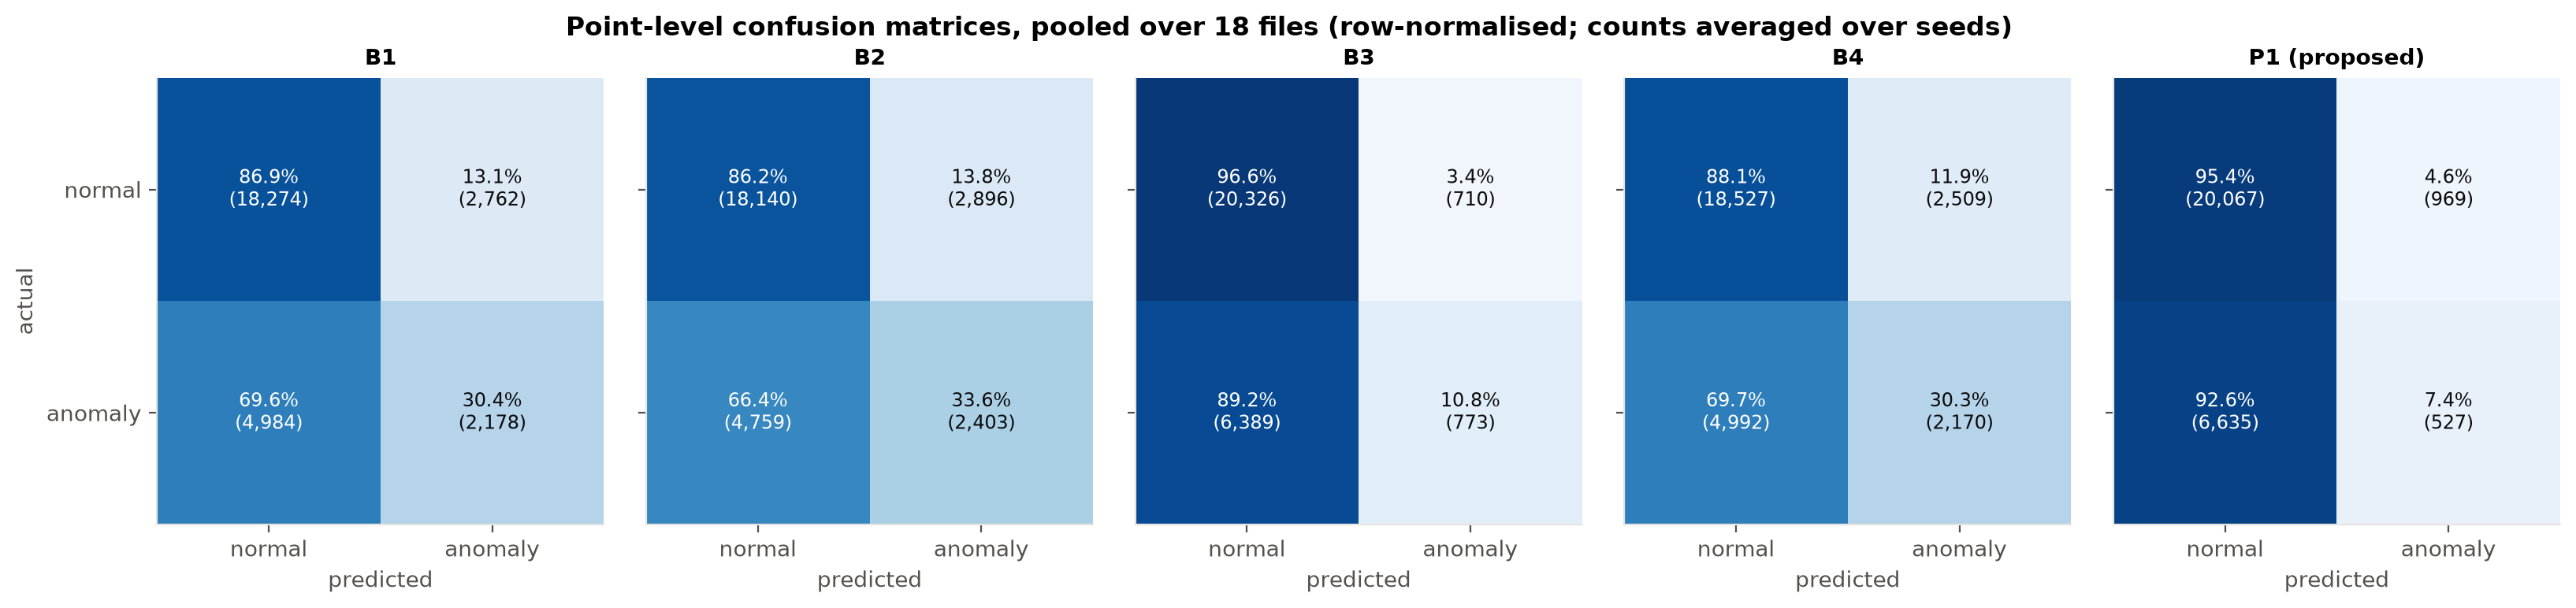 Point-level confusion matrices, pooled over 18 files (row-normalised; counts averaged over seeds)
B1
B2
B3
B4
P1 (proposed)
actual
normal
86.9%
(18,274)
13.1%
(2,762)
86.2%
(18,140)
13.8%
(2,896)
96.6%
(20,326)
3.4%
(710)
88.1%
(18,527)
11.9%
(2,509)
95.4%
(20,067)
4.6%
(969)
anomaly
69.6%
(4,984)
30.4%
(2,178)
66.4%
(4,759)
33.6%
(2,403)
89.2%
(6,389)
10.8%
(773)
69.7%
(4,992)
30.3%
(2,170)
92.6%
(6,635)
7.4%
(527)
normal
anomaly
normal
anomaly
normal
anomaly
normal
anomaly
normal
anomaly
predicted
predicted
predicted
predicted
predicted